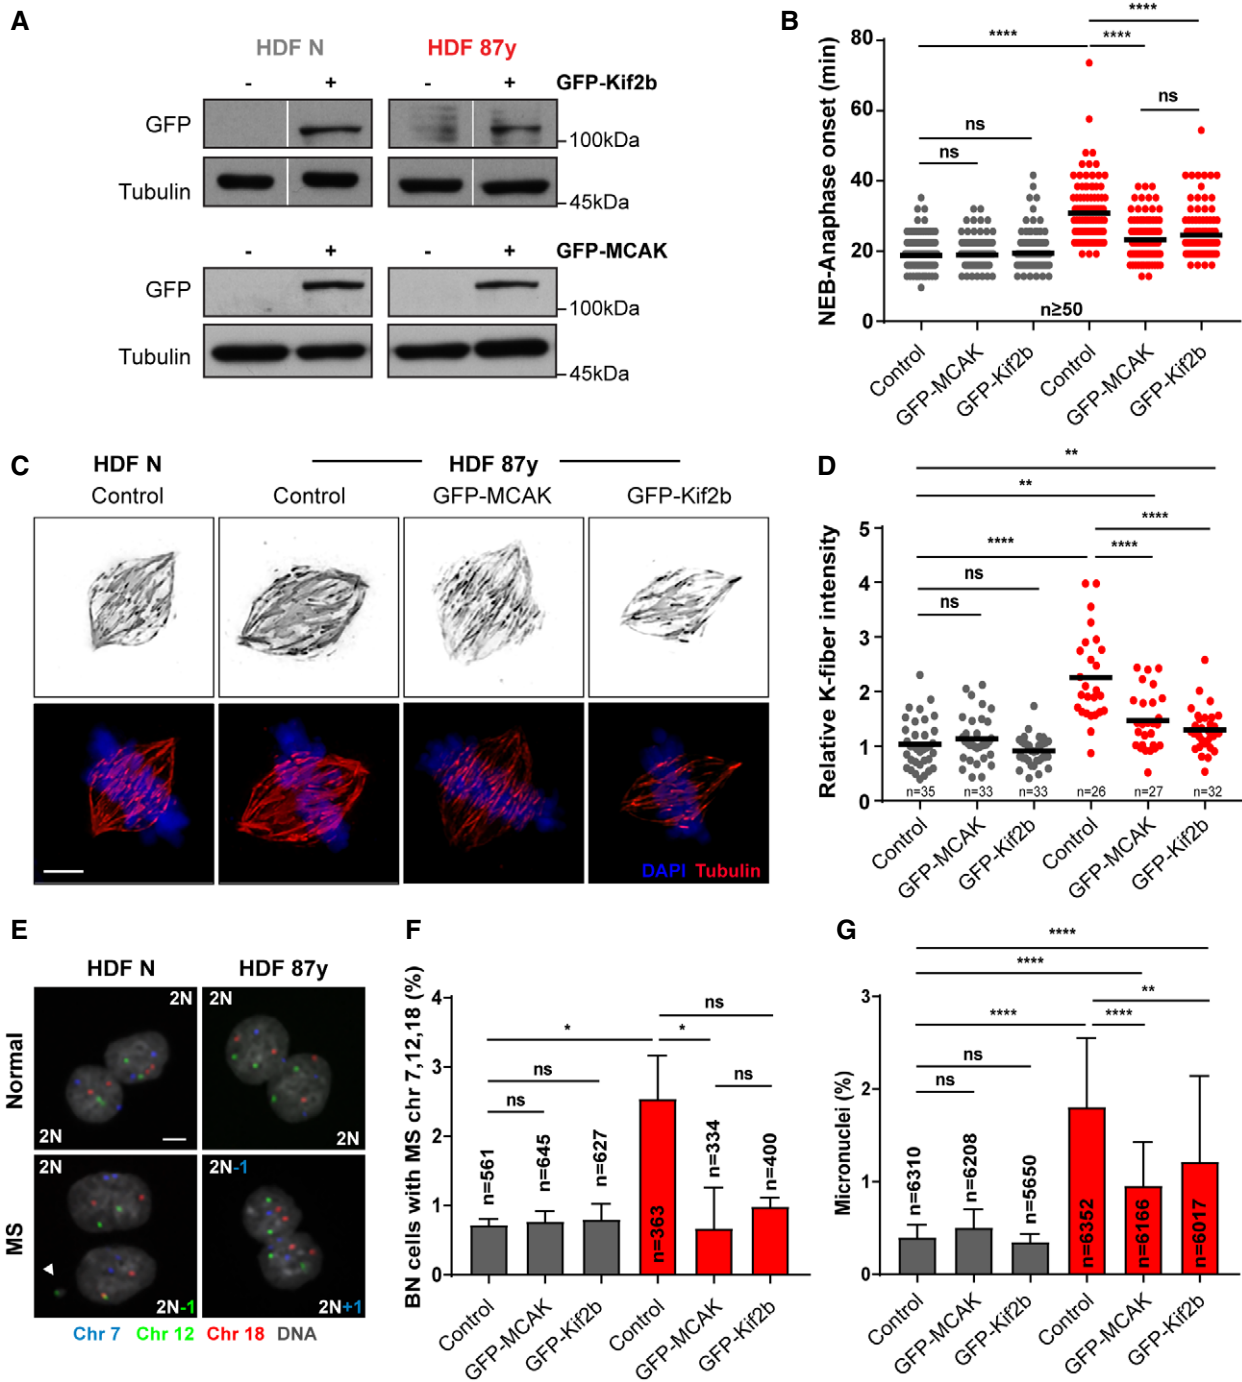 A
HDF N
HDF 87y
- + - + GFP-Kif2b
GFP
100kDa
Tubulin
45kDa
- + - + GFP-MCAK
GFP
100kDa
Tubulin
45kDa
B
NEB-Anaphase onset (min)
80
60
40
20
0
****
****
****
ns
ns
ns
n≥50
Control
GFP-MCAK
GFP-Kif2b
Control
GFP-MCAK
GFP-Kif2b
C
HDF N
HDF 87y
Control
Control
GFP-MCAK
GFP-Kif2b
DAPI Tubulin
D
Relative K-fiber intensity
5
4
3
2
1
0
**
**
****
****
****
ns
ns
n=35
n=33
n=33
n=26
n=27
n=32
Control
GFP-MCAK
GFP-Kif2b
Control
GFP-MCAK
GFP-Kif2b
E
HDF N
HDF 87y
Normal
2N
2N
2N
2N
MS
2N
2N-1
2N-1
2N+1
Chr 7 Chr 12 Chr 18 DNA
F
BN cells with MS chr 7,12,18 (%)
4
3
2
1
0
ns
*
*
ns
ns
ns
n=561
n=645
n=627
n=363
n=334
n=400
Control
GFP-MCAK
GFP-Kif2b
Control
GFP-MCAK
GFP-Kif2b
G
Micronuclei (%)
3
2
1
0
****
****
**
****
****
ns
ns
n=6310
n=6208
n=5650
n=6352
n=6166
n=6017
Control
GFP-MCAK
GFP-Kif2b
Control
GFP-MCAK
GFP-Kif2b